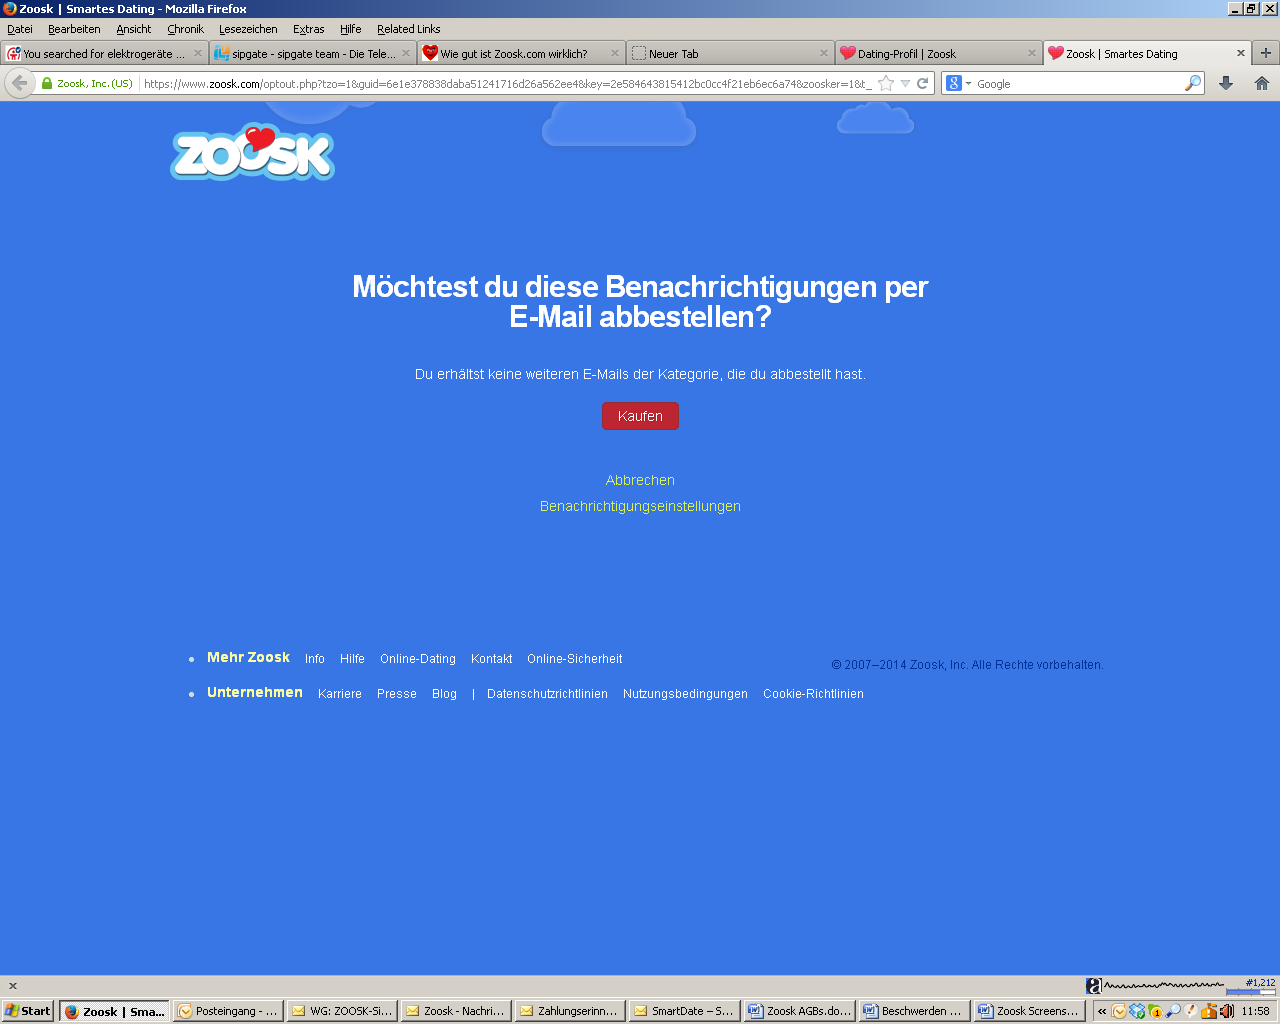 Zoosk | Smartes Dating - Mozilla Firefox
Datei Bearbeiten Ansicht Chronik Lesezeichen Extras Hilfe Related Links
You searched for elektrogeräte ... sipgate - sipgate team - Die Tele... Wie gut ist Zoosk.com wirklich? Neuer Tab Dating-Profil | Zoosk Zoosk | Smartes Dating
Zoosk, Inc. (US) https://www.zoosk.com/optout.php?tzo=1&guid=6e1e378838daba51241716d26a562ee4&key=2e584643815412bc0cc4f21eb6ec6a74&zoosker=1&t_ Google
ZOOSK
Möchtest du diese Benachrichtigungen per
E-Mail abbestellen?
Du erhältst keine weiteren E-Mails der Kategorie, die du abbestellt hast.
Kaufen
Abbrechen
Benachrichtigungseinstellungen
Mehr Zoosk Info Hilfe Online-Dating Kontakt Online-Sicherheit
© 2007–2014 Zoosk, Inc. Alle Rechte vorbehalten.
Unternehmen Karriere Presse Blog | Datenschutzrichtlinien Nutzungsbedingungen Cookie-Richtlinien
#1,212
Start Zoosk | Sma... Posteingang - ... WG: ZOOSK-Si... Zoosk - Nachri... Zahlungserinn... SmartDate – S... Zoosk AGBs.do... Beschwerden ... Zoosk Screens... 11:58